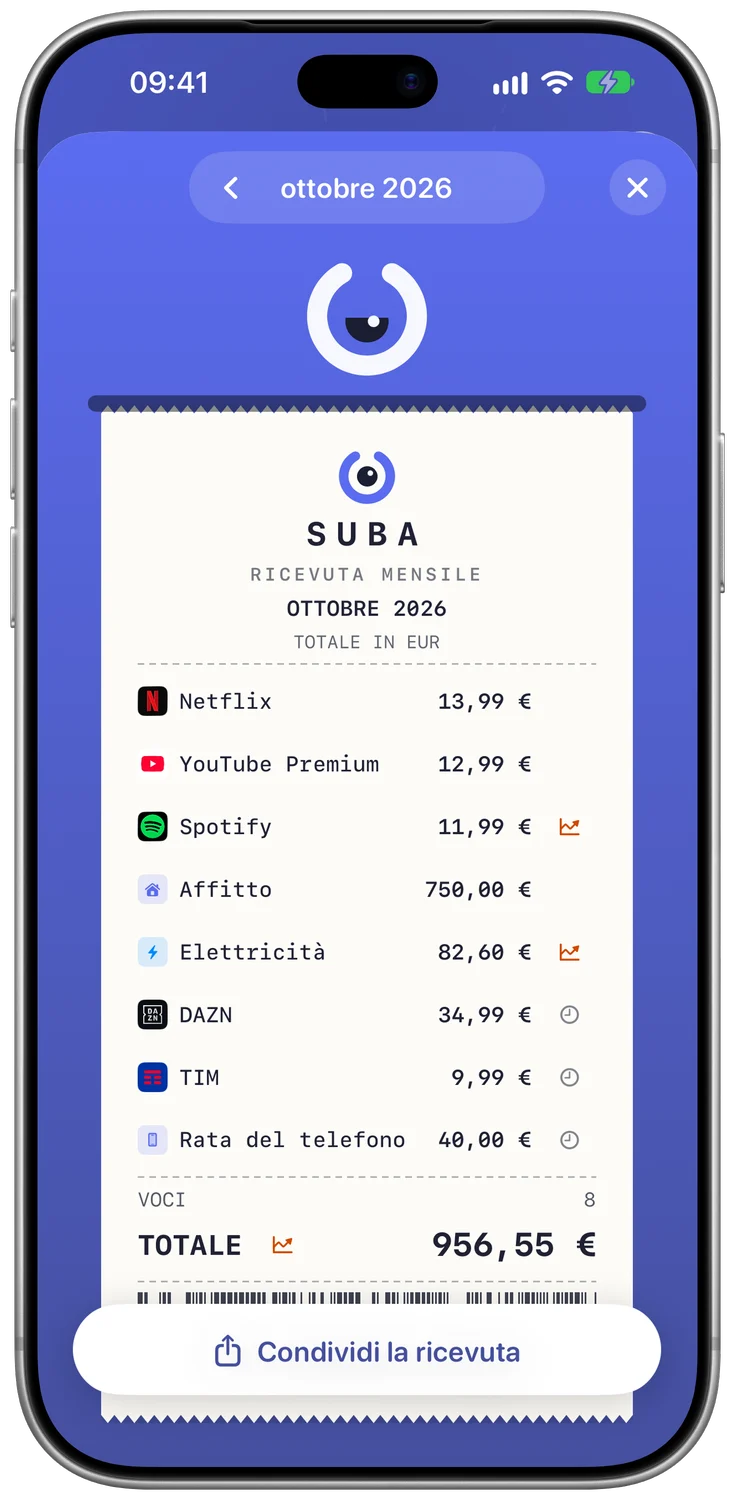 09:41
ottobre 2026
SUBA
RICEVUTA MENSILE
OTTOBRE 2026
TOTALE IN EUR
Netflix 13,99 €
YouTube Premium 12,99 €
Spotify 11,99 €
Affitto 750,00 €
Elettricità 82,60 €
DAZN 34,99 €
TIM 9,99 €
Rata del telefono 40,00 €
VOCI 8
TOTALE 956,55 €
Condividi la ricevuta